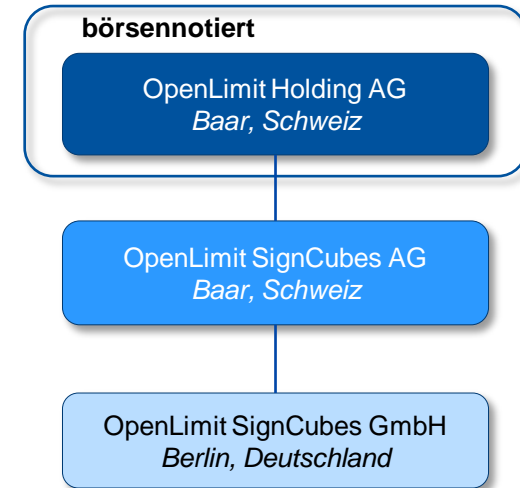 börsennotiert
OpenLimit Holding AG
Baar, Schweiz
OpenLimit SignCubes AG
Baar, Schweiz
OpenLimit SignCubes GmbH
Berlin, Deutschland